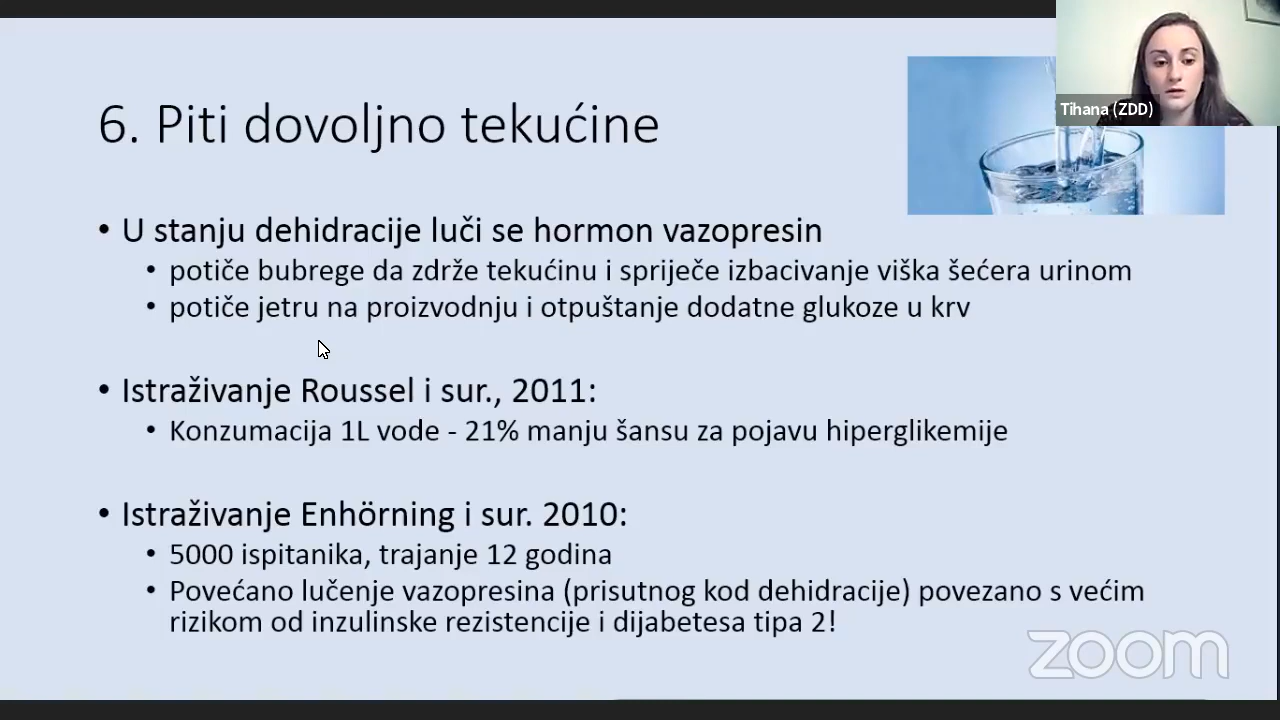 Tihana (ZDD)
6. Piti dovoljno tekućine
• U stanju dehidracije luči se hormon vazopresin
• potiče bubrege da zdrže tekućinu i spriječe izbacivanje viška šećera urinom
• potiče jetru na proizvodnju i otpuštanje dodatne glukoze u krv
• Istraživanje Roussel i sur., 2011:
• Konzumacija 1L vode - 21% manju šansu za pojavu hiperglikemije
• Istraživanje Enhörning i sur. 2010:
• 5000 ispitanika, trajanje 12 godina
• Povećano lučenje vazopresina (prisutnog kod dehidracije) povezano s većim
rizikom od inzulinske rezistencije i dijabetesa tipa 2!
zoom